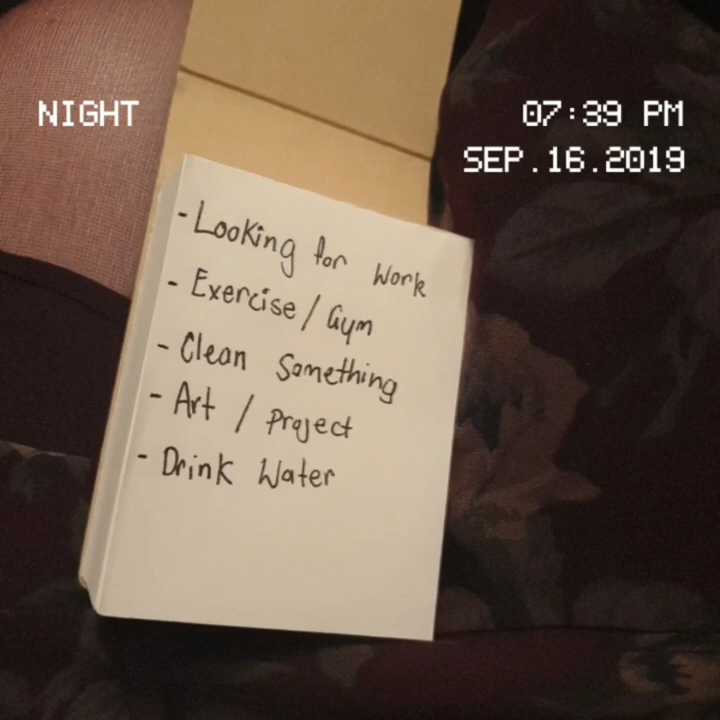 NIGHT
07:39 PM
SEP.16.2019
- Looking for Work
- Exercise / Gym
- Clean Something
- Art / Project
- Drink Water